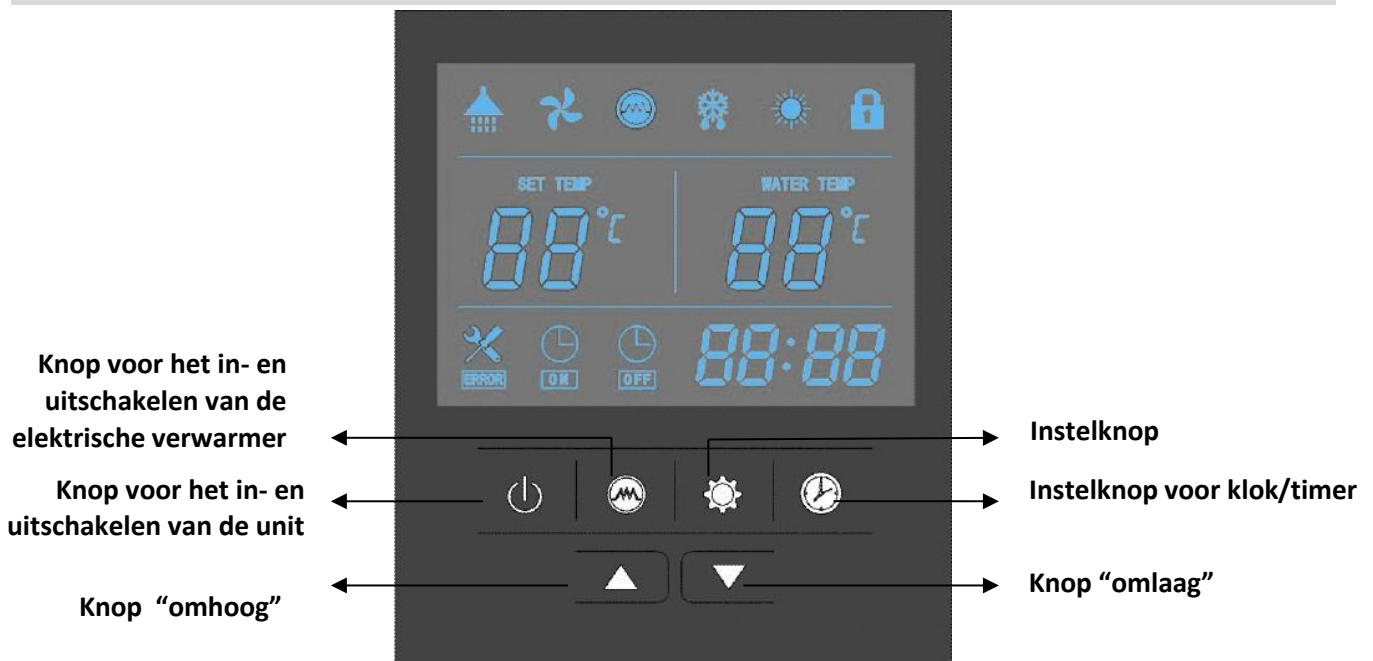 SET TEMP
WATER TEMP
88°C
88°C
ERROR
ON
OFF
88:88
Knop voor het in- en
uitschakelen van de
elektrische verwarmer
Instelknop
Knop voor het in- en
uitschakelen van de unit
Instelknop voor klok/timer
Knop “omhoog”
Knop “omlaag”